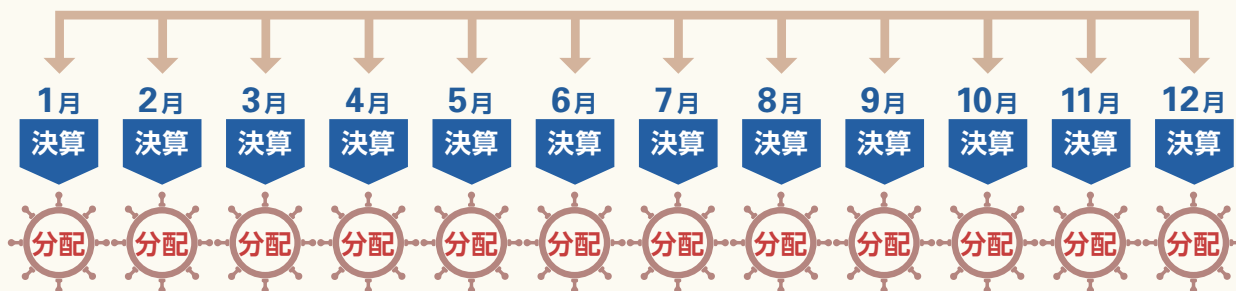 1月 2月 3月 4月 5月 6月 7月 8月 9月 10月 11月 12月
決算 決算 決算 決算 決算 決算 決算 決算 決算 決算 決算 決算
分配 分配 分配 分配 分配 分配 分配 分配 分配 分配 分配 分配